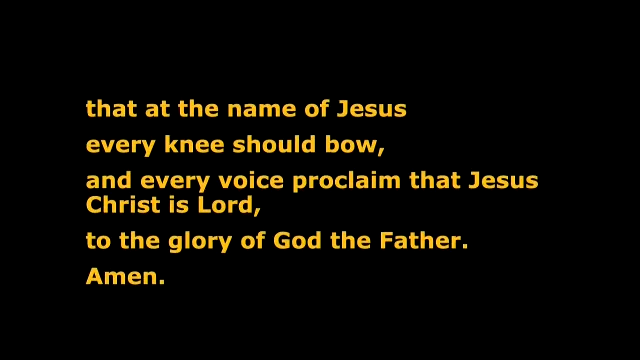 that at the name of Jesus
every knee should bow,
and every voice proclaim that Jesus
Christ is Lord,
to the glory of God the Father.
Amen.